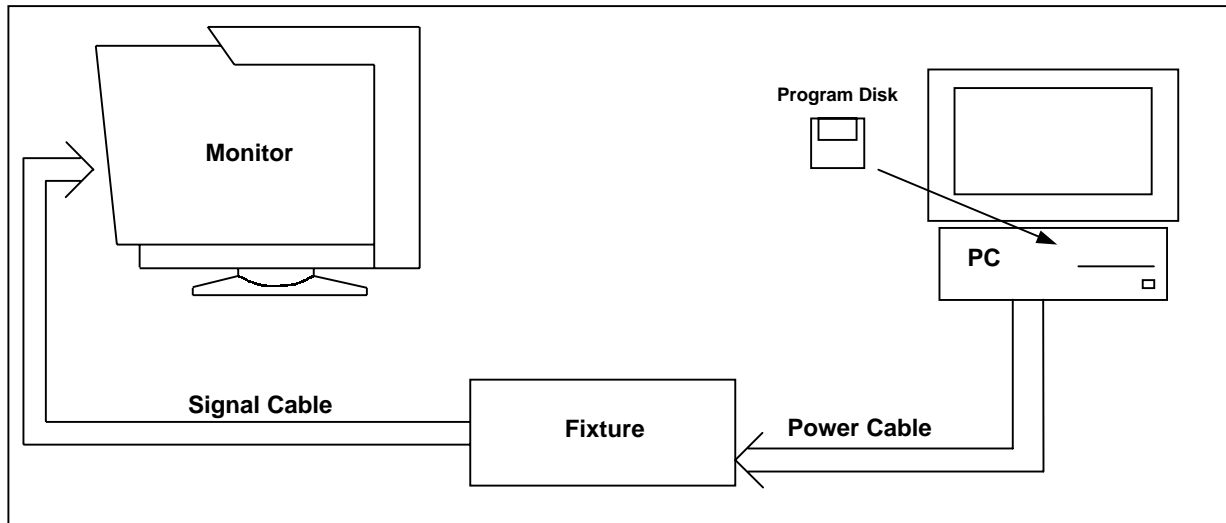 Program Disk
Monitor
PC
Signal Cable
Fixture
Power Cable